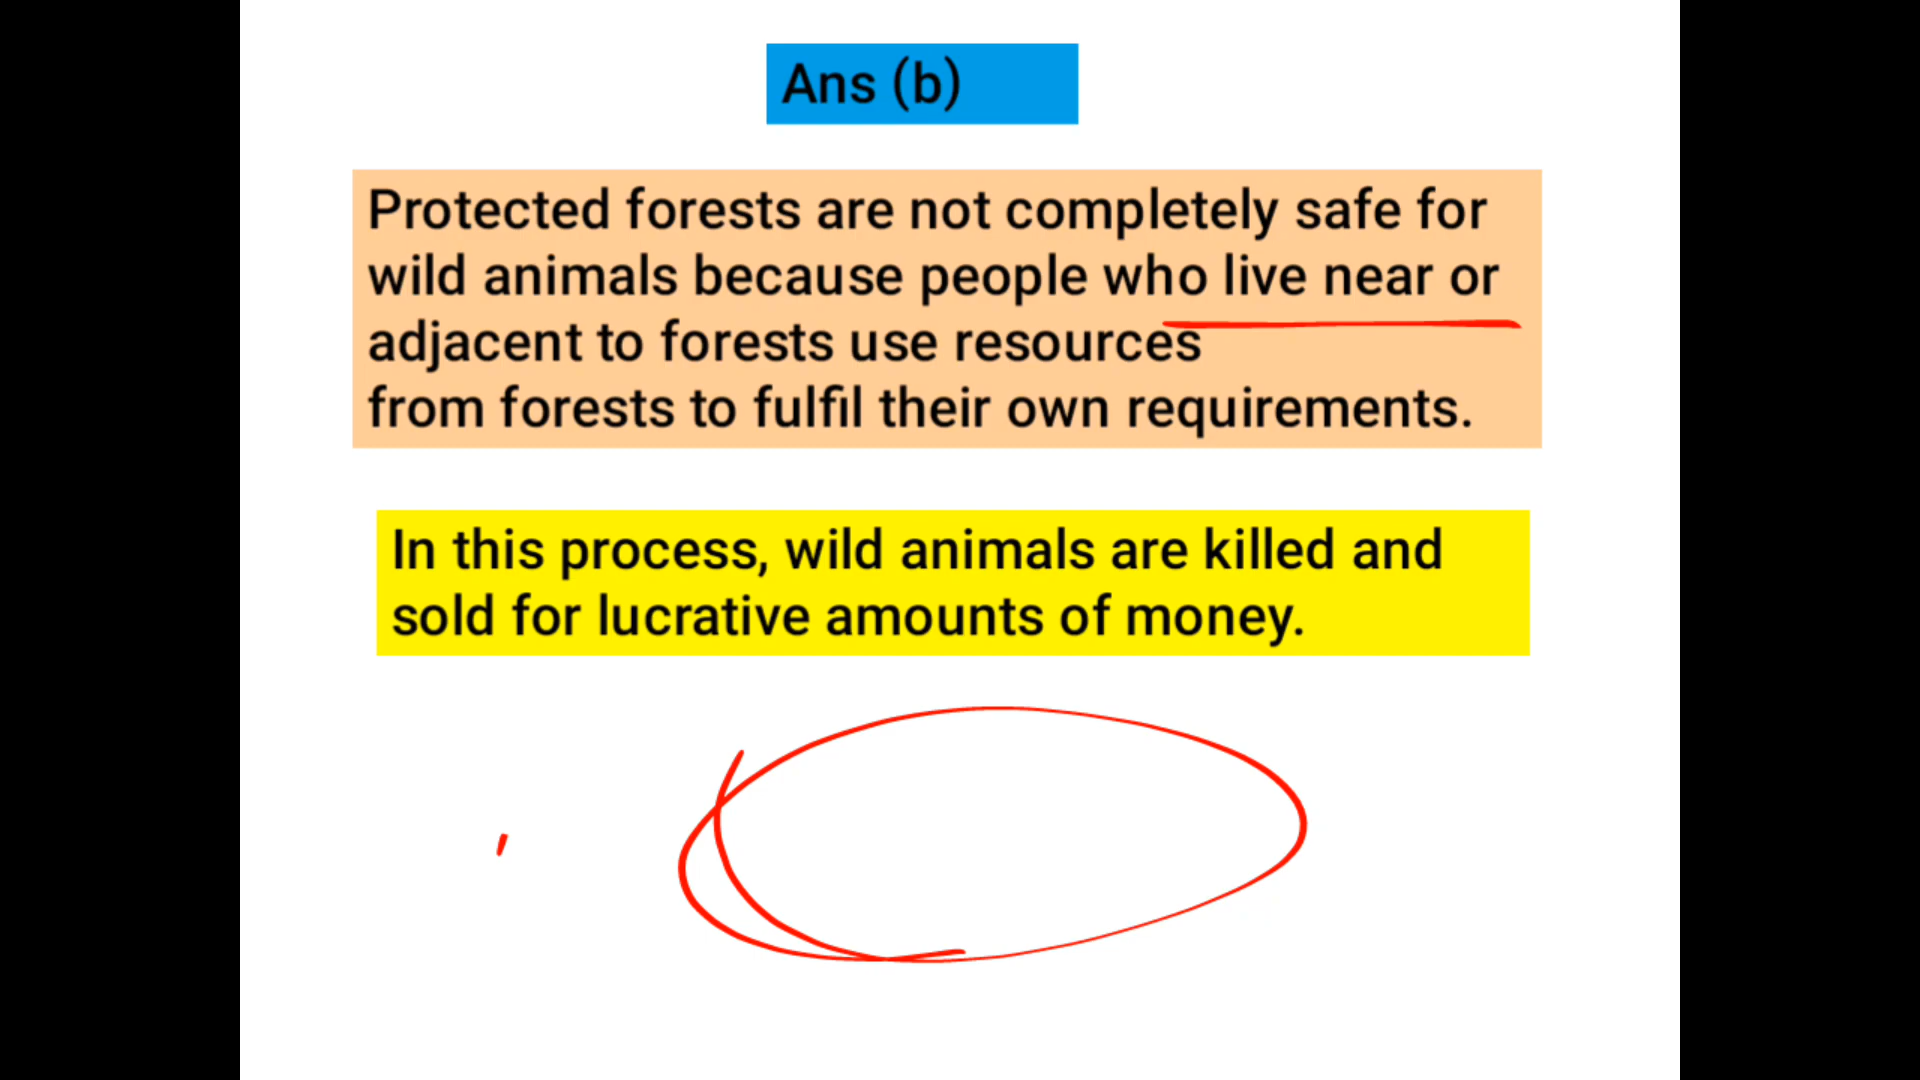 Ans (b)
Protected forests are not completely safe for
wild animals because people who live near or
adjacent to forests use resources
from forests to fulfil their own requirements.
In this process, wild animals are killed and
sold for lucrative amounts of money.